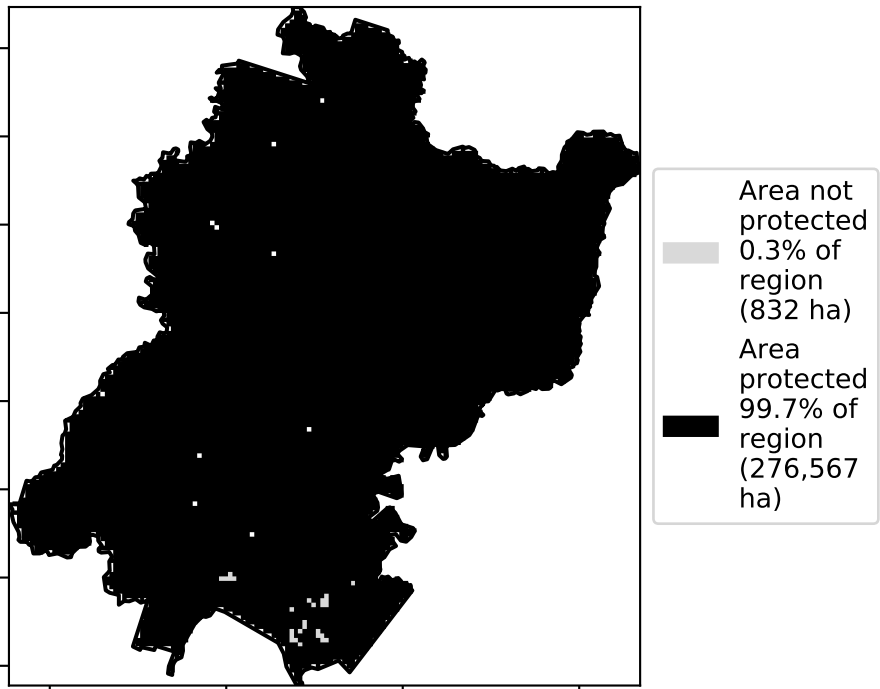 Area not
protected
0.3% of
region
(832 ha)
Area
protected
99.7% of
region
(276,567
ha)